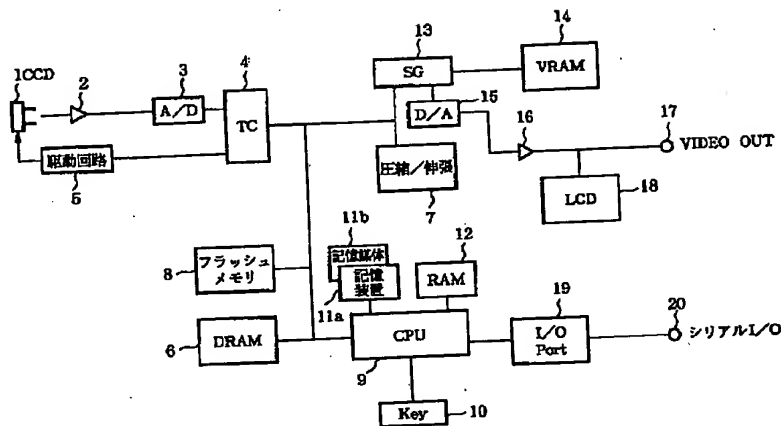 1CCD
2
3
A/D
4
TC
駆動回路
5
13
SG
14
VRAM
D/A
15
圧縮/伸張
7
16
17
VIDEO OUT
LCD
18
8
フラッシュ
メモリ
11b
記憶媒体
記憶
装置
11a
12
RAM
6
DRAM
CPU
9
19
I/O
Port
20
シリアルI/O
Key
10